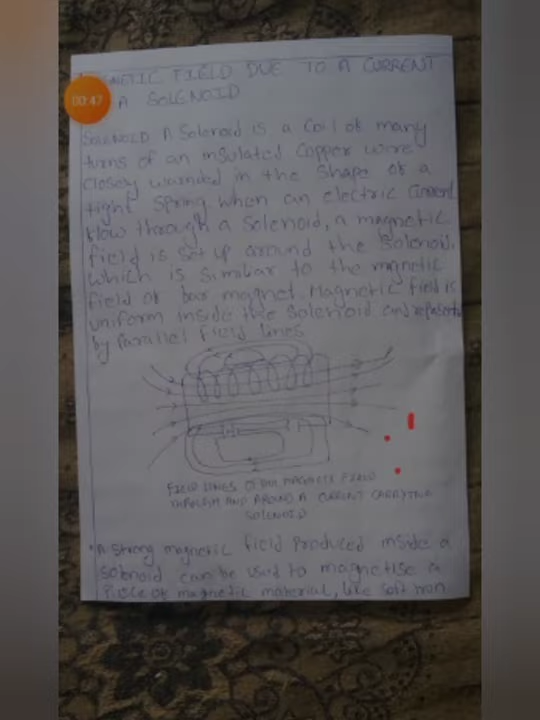 NETIC FIELD DUE TO A CURRENT
00:47
A SOLENOID
SOLENOID A Solenoid is a coil of many
turns of an insulated copper wire
closely warnded in the shape of a
tight spring when an electric current
flow through a solenoid, a magnetic
field is set up around the solenoid.
which is similar to the magnetic
field of bar magnet. Magnetic field is
uniform inside the solenoid and represents
by parallel field lines
FIELD LINES OF THE MAGNETIC FIELD
THROUGH AND AROUND A CURRENT CARRYING
SOLENOID
A strong magnetic field produced inside a
solenoid can be used to magnetise a
piece of magnetic material, like soft iron